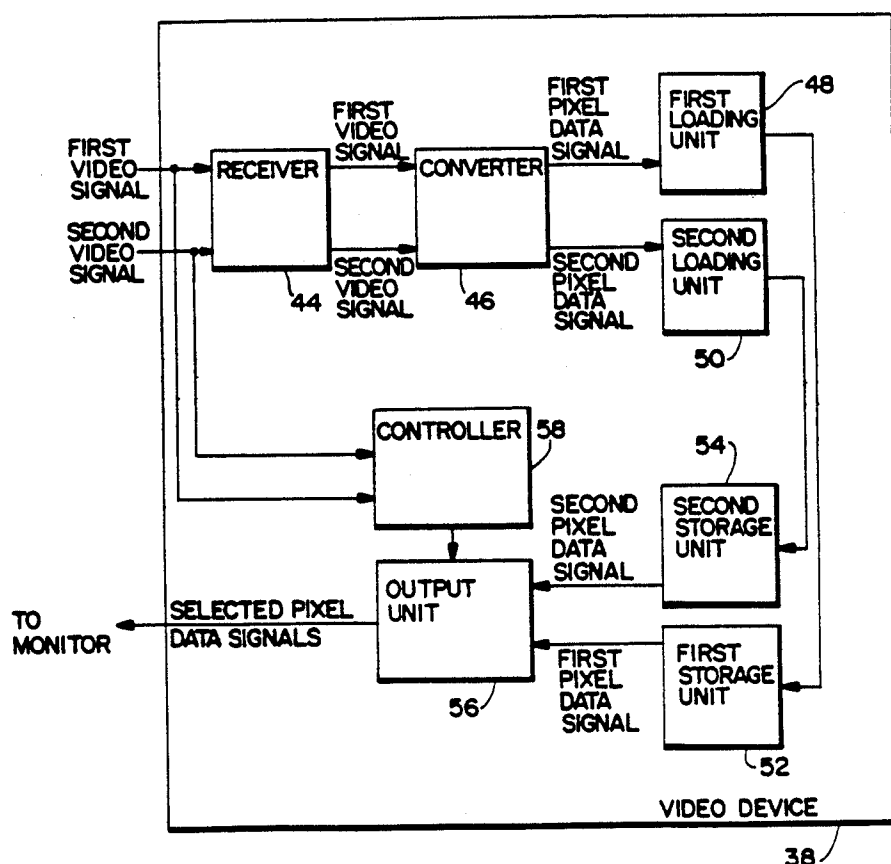 FIRST
VIDEO
SIGNAL
SECOND
VIDEO
SIGNAL
RECEIVER
44
FIRST
VIDEO
SIGNAL
SECOND
VIDEO
SIGNAL
CONVERTER
46
FIRST
PIXEL
DATA
SIGNAL
SECOND
PIXEL
DATA
SIGNAL
FIRST
LOADING
UNIT
48
SECOND
LOADING
UNIT
50
CONTROLLER
58
54
SECOND
STORAGE
UNIT
SECOND
PIXEL
DATA
SIGNAL
OUTPUT
UNIT
56
TO
MONITOR
SELECTED PIXEL
DATA SIGNALS
FIRST
PIXEL
DATA
SIGNAL
FIRST
STORAGE
UNIT
52
VIDEO DEVICE
38